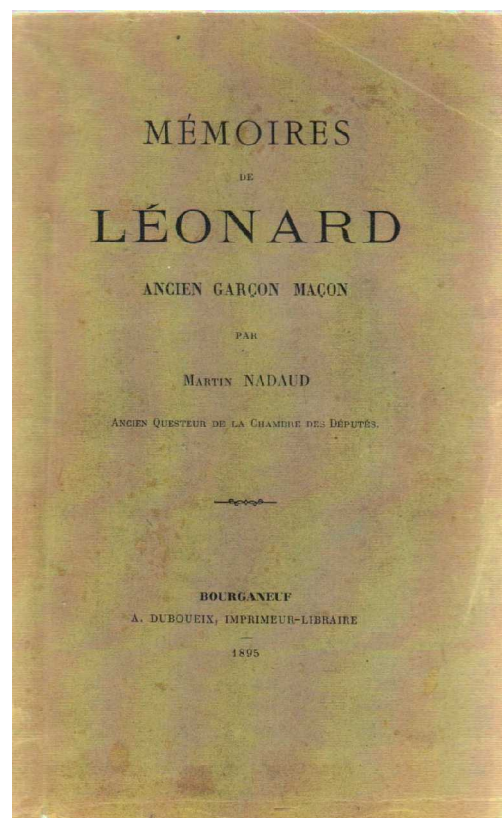 MÉMOIRES
DE
LÉONARD
ANCIEN GARÇON MAÇON
PAR
MARTIN NADAUD
ANCIEN QUESTEUR DE LA CHAMBRE DES DÉPUTÉS.
BOURGANEUF
A. DUBOUEIX, IMPRIMEUR-LIBRAIRE
1895